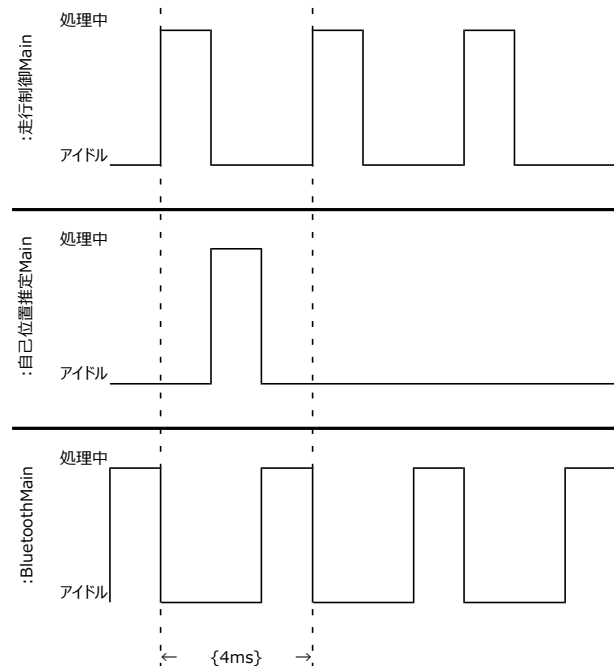 :走行制御Main
処理中
アイドル
:自己位置推定Main
処理中
アイドル
:BluetoothMain
処理中
アイドル
{4ms}